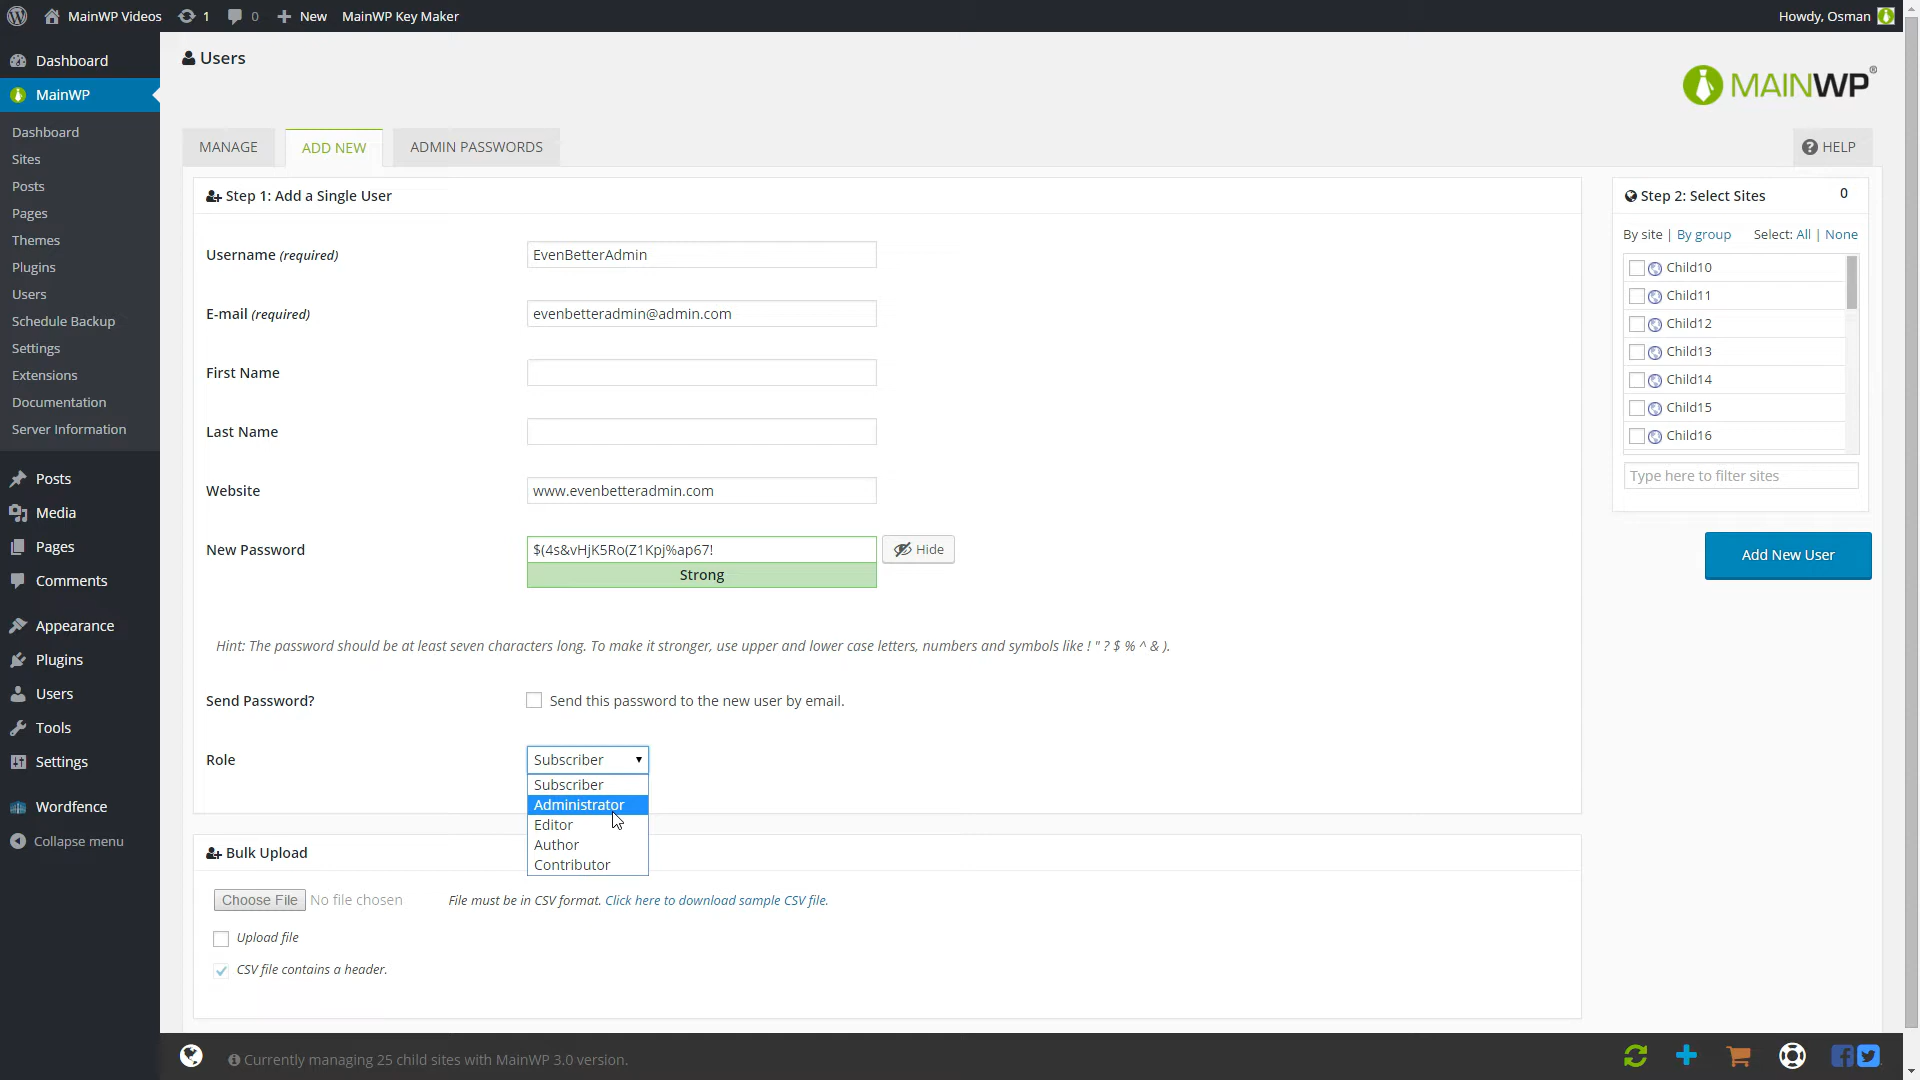 MainWP Videos 1 0 New MainWP Key Maker Howdy, Osman
Dashboard
MainWP
Dashboard
Sites
Posts
Pages
Themes
Plugins
Users
Schedule Backup
Settings
Extensions
Documentation
Server Information
Posts
Media
Pages
Comments
Appearance
Plugins
Users
Tools
Settings
Wordfence
Collapse menu
Users
MAINWP®
MANAGE ADD NEW ADMIN PASSWORDS HELP
Step 1: Add a Single User
Username (required) EvenBetterAdmin
E-mail (required) evenbetteradmin@admin.com
First Name
Last Name
Website www.evenbetteradmin.com
New Password $(4s&vHjK5Ro(Z1Kpj%ap67! Hide
Strong
Hint: The password should be at least seven characters long. To make it stronger, use upper and lower case letters, numbers and symbols like ! " ? $ % ^ & ).
Send Password? Send this password to the new user by email.
Role Subscriber
Subscriber
Administrator
Editor
Author
Contributor
Bulk Upload
Choose File No file chosen File must be in CSV format. Click here to download sample CSV file.
Upload file
CSV file contains a header.
Step 2: Select Sites 0
By site | By group Select: All | None
Child10
Child11
Child12
Child13
Child14
Child15
Child16
Type here to filter sites
Add New User
Currently managing 25 child sites with MainWP 3.0 version.